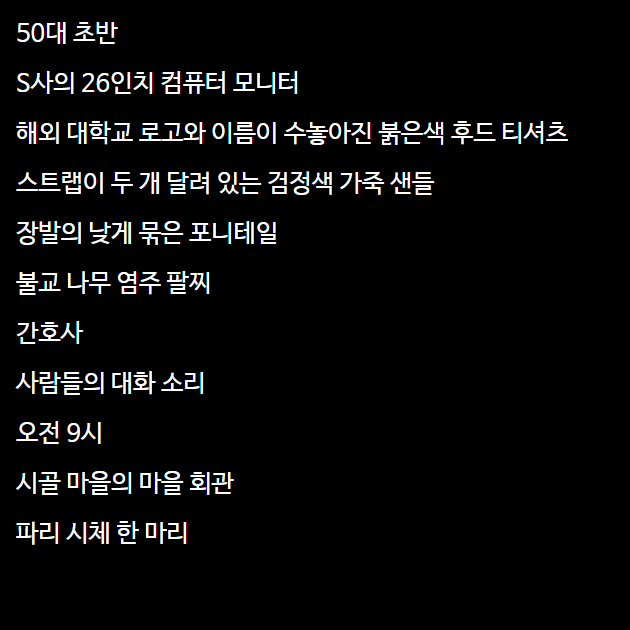 50대 초반
S사의 26인치 컴퓨터 모니터
해외 대학교 로고와 이름이 수놓아진 붉은색 후드 티셔츠
스트랩이 두 개 달려 있는 검정색 가죽 샌들
장발의 낮게 묶은 포니테일
불교 나무 염주 팔찌
간호사
사람들의 대화 소리
오전 9시
시골 마을의 마을 회관
파리 시체 한 마리